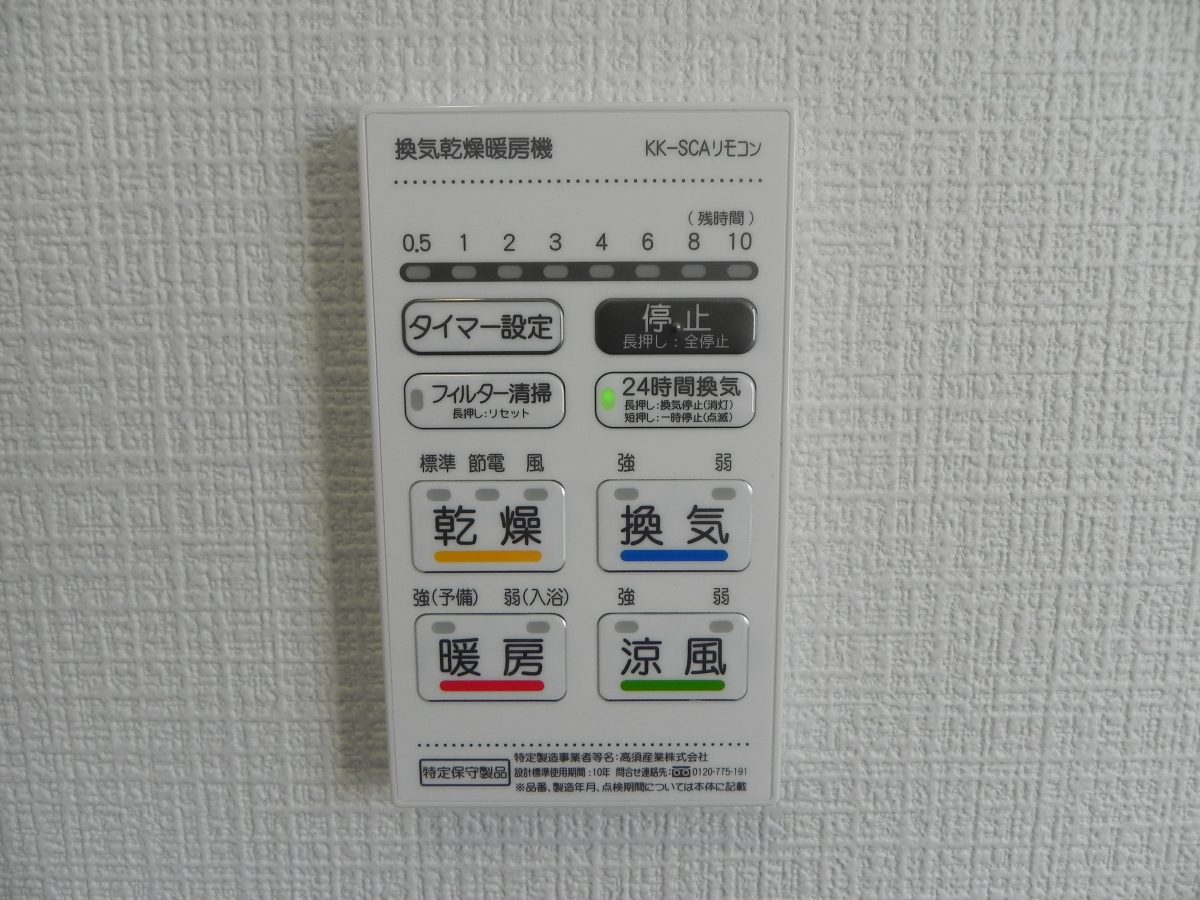 換気乾燥暖房機 KK-SCAリモコン
(残時間)
0.5 1 2 3 4 6 8 10
タイマー設定 停止
長押し:全停止
フィルター清掃 24時間換気
長押し:リセット 長押し:換気停止(消灯)
短押し:一時停止(点滅)
標準 節電 風 強 弱
乾燥 換気
強(予備) 弱(入浴) 強 弱
暖房 涼風
特定保守製品 特定製造事業者等名:高須産業株式会社
設計標準使用期間:10年 問合せ連絡先:0120-775-191
※品番、製造年月、点検期間については本体に記載